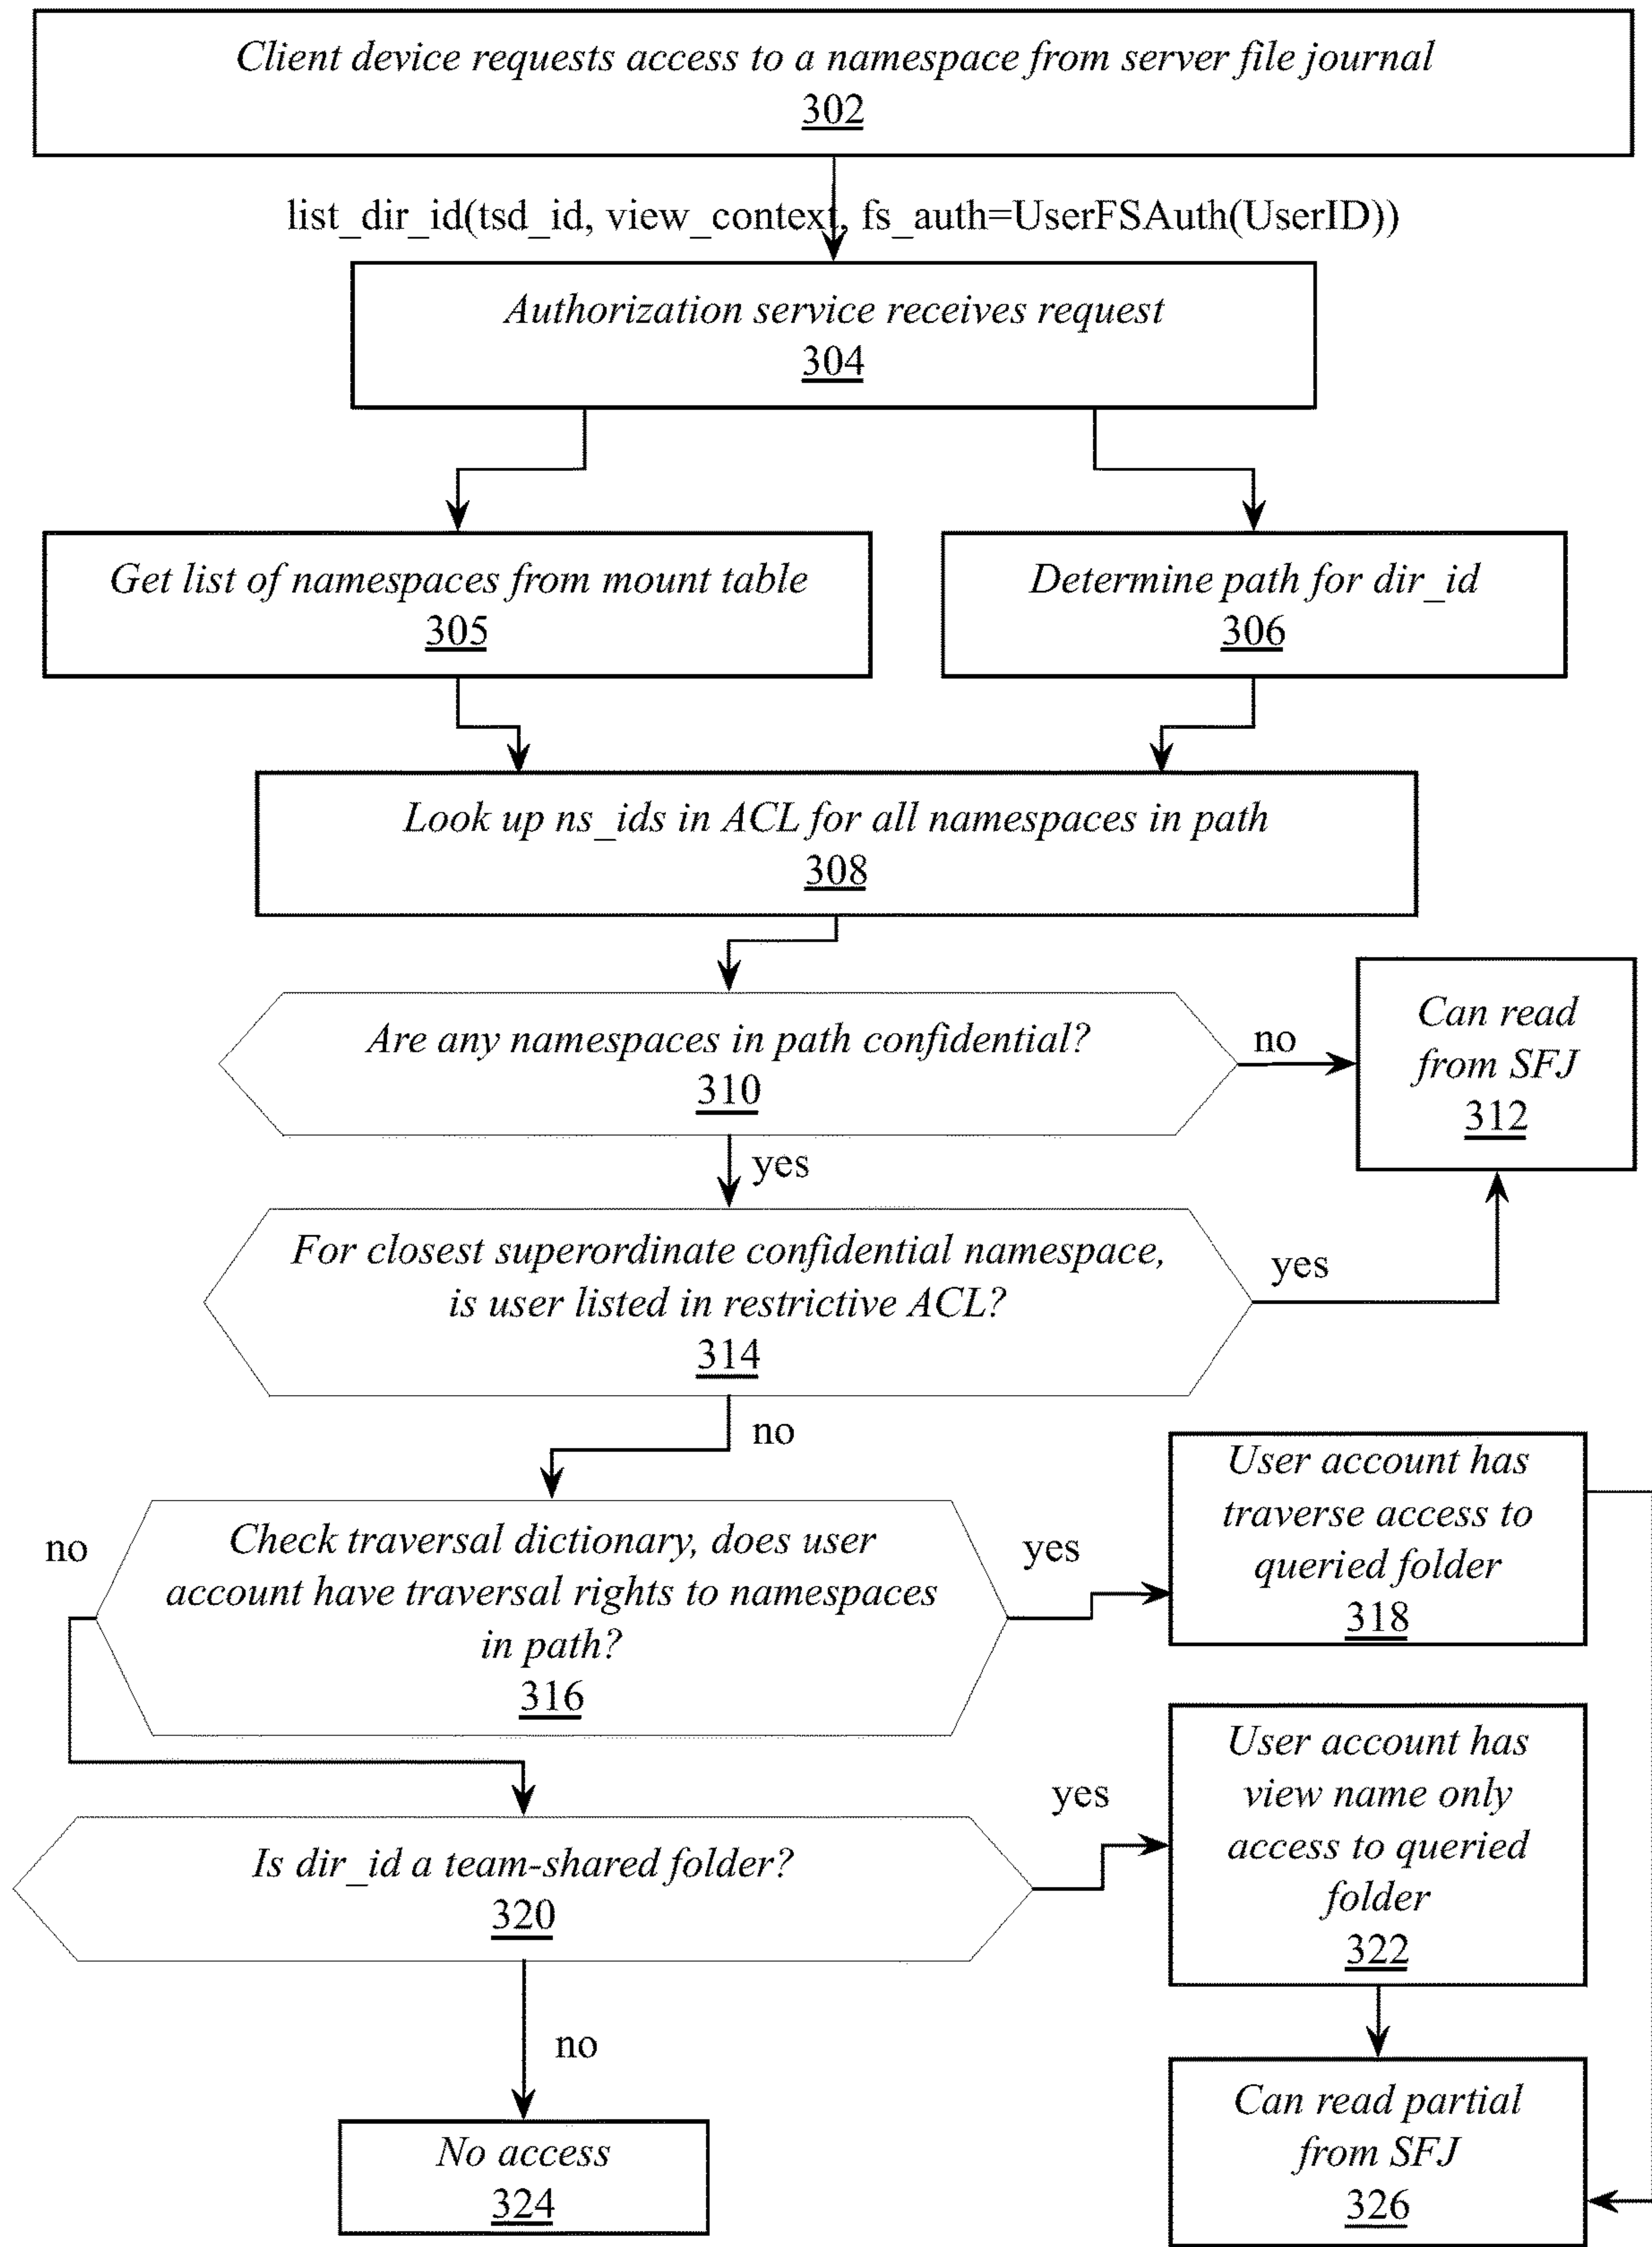 Client device requests access to a namespace from server file journal
302
list_dir_id(tsd_id, view_context, fs_auth=UserFSAuth(UserID))
Authorization service receives request
304
Get list of namespaces from mount table
305
Determine path for dir_id
306
Look up ns_ids in ACL for all namespaces in path
308
Are any namespaces in path confidential?
310
no
Can read
from SFJ
312
yes
For closest superordinate confidential namespace,
is user listed in restrictive ACL?
314
yes
no
Check traversal dictionary, does user
account have traversal rights to namespaces
in path?
316
no
yes
User account has
traverse access to
queried folder
318
Is dir_id a team-shared folder?
320
yes
User account has
view name only
access to queried
folder
322
no
No access
324
Can read partial
from SFJ
326